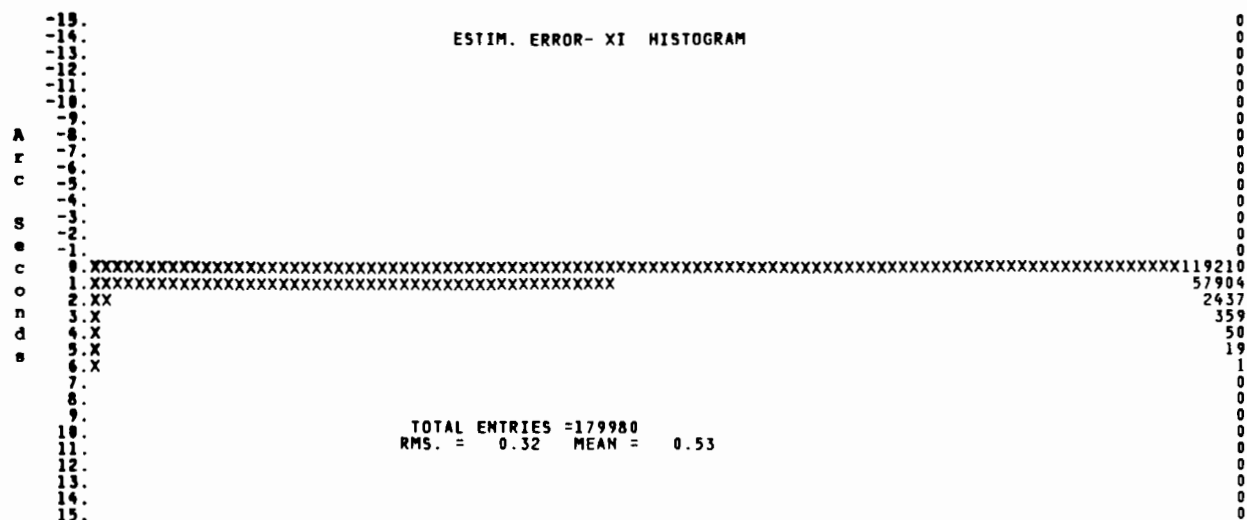 ESTIM. ERROR- XI HISTOGRAM
Arc Seconds
-15. 0
-14. 0
-13. 0
-12. 0
-11. 0
-10. 0
-9. 0
-8. 0
-7. 0
-6. 0
-5. 0
-4. 0
-3. 0
-2. 0
-1. 0
0. 119210
1. 57904
2.XX 2437
3.X 359
4.X 50
5.X 19
6.X 1
7. 0
8. 0
9. 0
10. 0
11. 0
12. 0
13. 0
14. 0
15. 0
TOTAL ENTRIES =179980
RMS. = 0.32 MEAN = 0.53